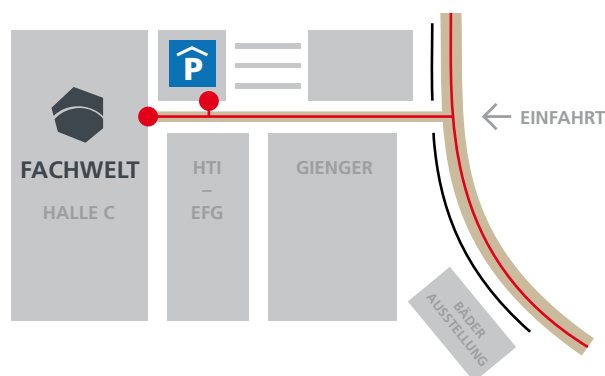 P
EINFAHRT
FACHWELT
HALLE C
HTI
–
EFG
GIENGER
BÄDER
AUSSTELLUNG